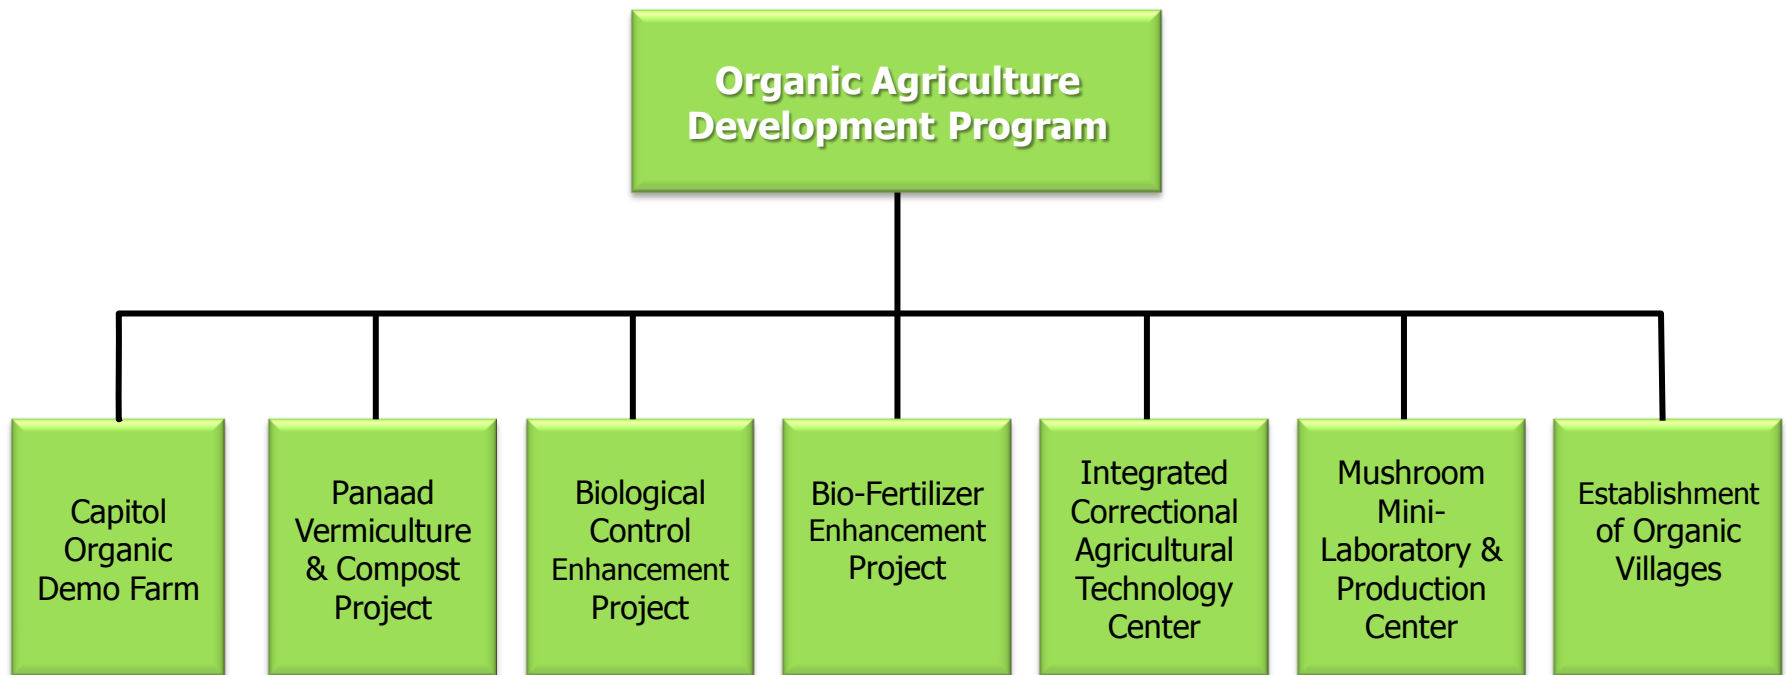 Organic Agriculture
Development Program
Capitol
Organic
Demo Farm
Panaad
Vermiculture
& Compost
Project
Biological
Control
Enhancement
Project
Bio-Fertilizer
Enhancement
Project
Integrated
Correctional
Agricultural
Technology
Center
Mushroom
Mini-
Laboratory &
Production
Center
Establishment
of Organic
Villages